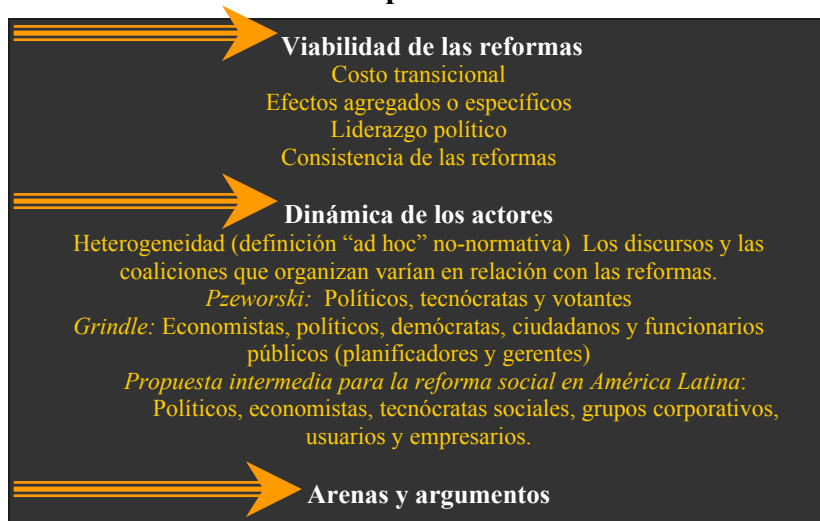 Viabilidad de las reformas
Costo transicional
Efectos agregados o específicos
Liderazgo político
Consistencia de las reformas
Dinámica de los actores
Heterogeneidad (definición “ad hoc” no-normativa)  Los discursos y las
coaliciones que organizan varían en relación con las reformas.
Pzeworski:  Políticos, tecnócratas y votantes
Grindle: Economistas, políticos, demócratas, ciudadanos y funcionarios
públicos (planificadores y gerentes)
Propuesta intermedia para la reforma social en América Latina:
Políticos, economistas, tecnócratas sociales, grupos corporativos,
usuarios y empresarios.
Arenas y argumentos